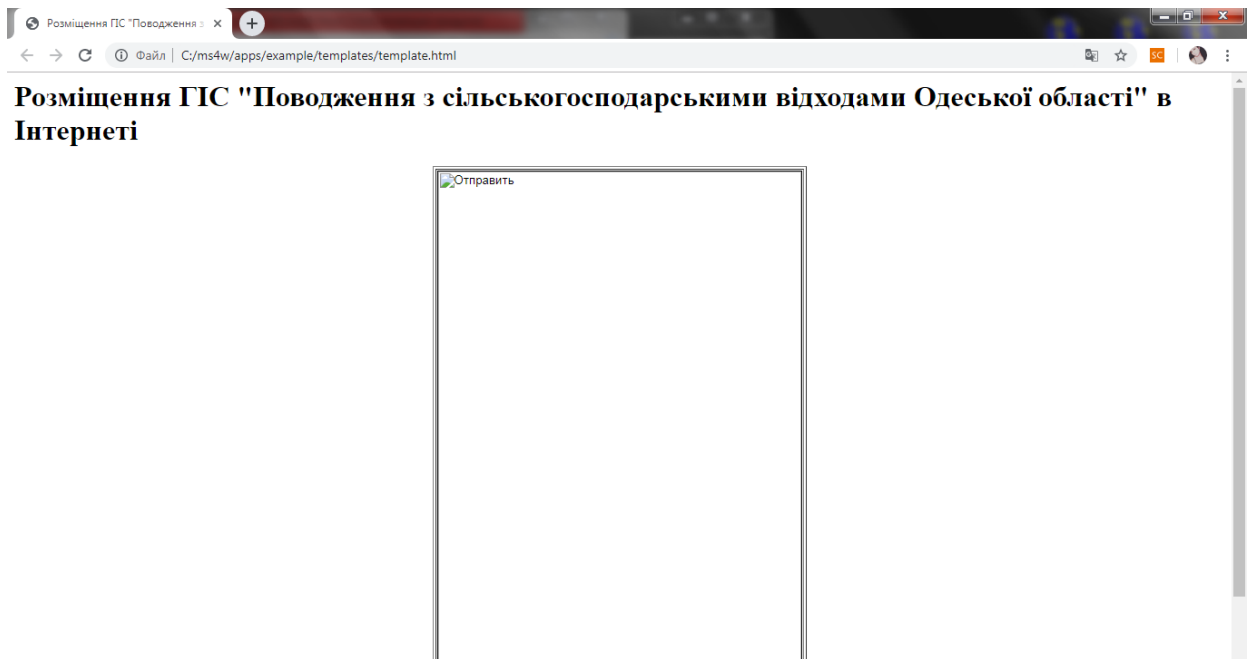 Розміщення ГІС "Поводження з
Файл | C:/ms4w/apps/example/templates/template.html
SC
Розміщення ГІС "Поводження з сільськогосподарськими відходами Одеської області" в
Інтернеті
Отправить